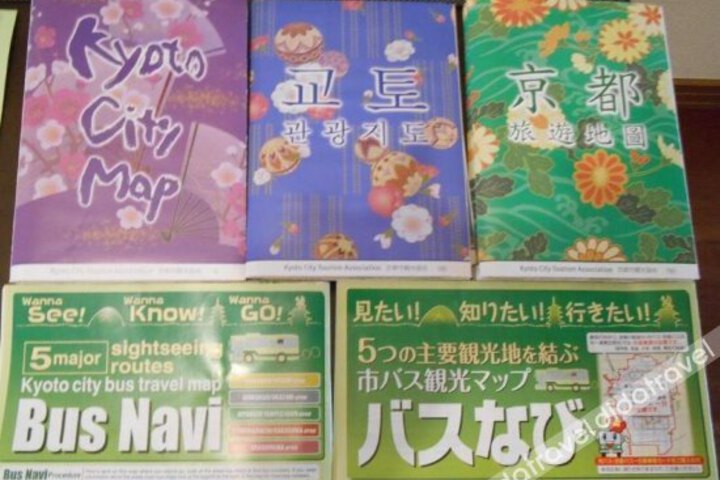 Kyoto
City
Map
Kyoto City Tourism Association
교토
관광지도
Kyoto City Tourism Association
京都
旅遊地圖
Kyoto City Tourism Association
Wanna See! Wanna Know! Wanna GO!
5 major sightseeing routes
Kyoto city bus travel map
Bus Navi
Bus Navi Procedure
見たい! 知りたい! 行きたい!
5つの主要観光地を結ぶ
市バス観光マップ
バスなび